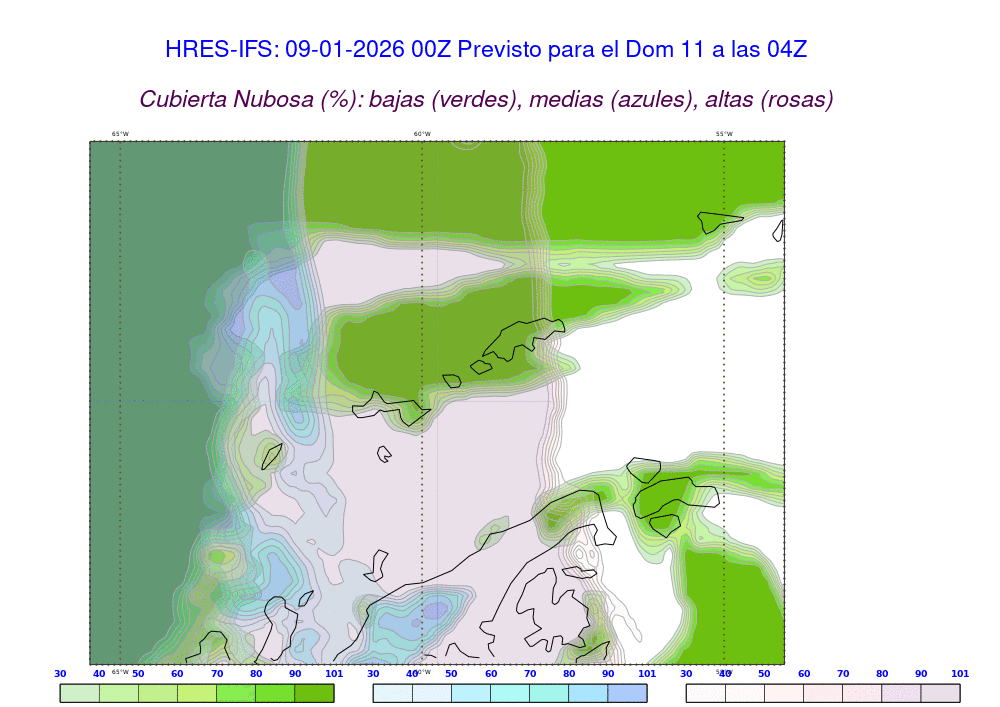 HRES-IFS: 09-01-2026 00Z Previsto para el Dom 11 a las 04Z
Cubierta Nubosa (%): bajas (verdes), medias (azules), altas (rosas)
65°W 60°W 55°W
30 40 50 60 70 80 90 101 30 40 50 60 70 80 90 101 30 40 50 60 70 80 90 101
65°W 60°W